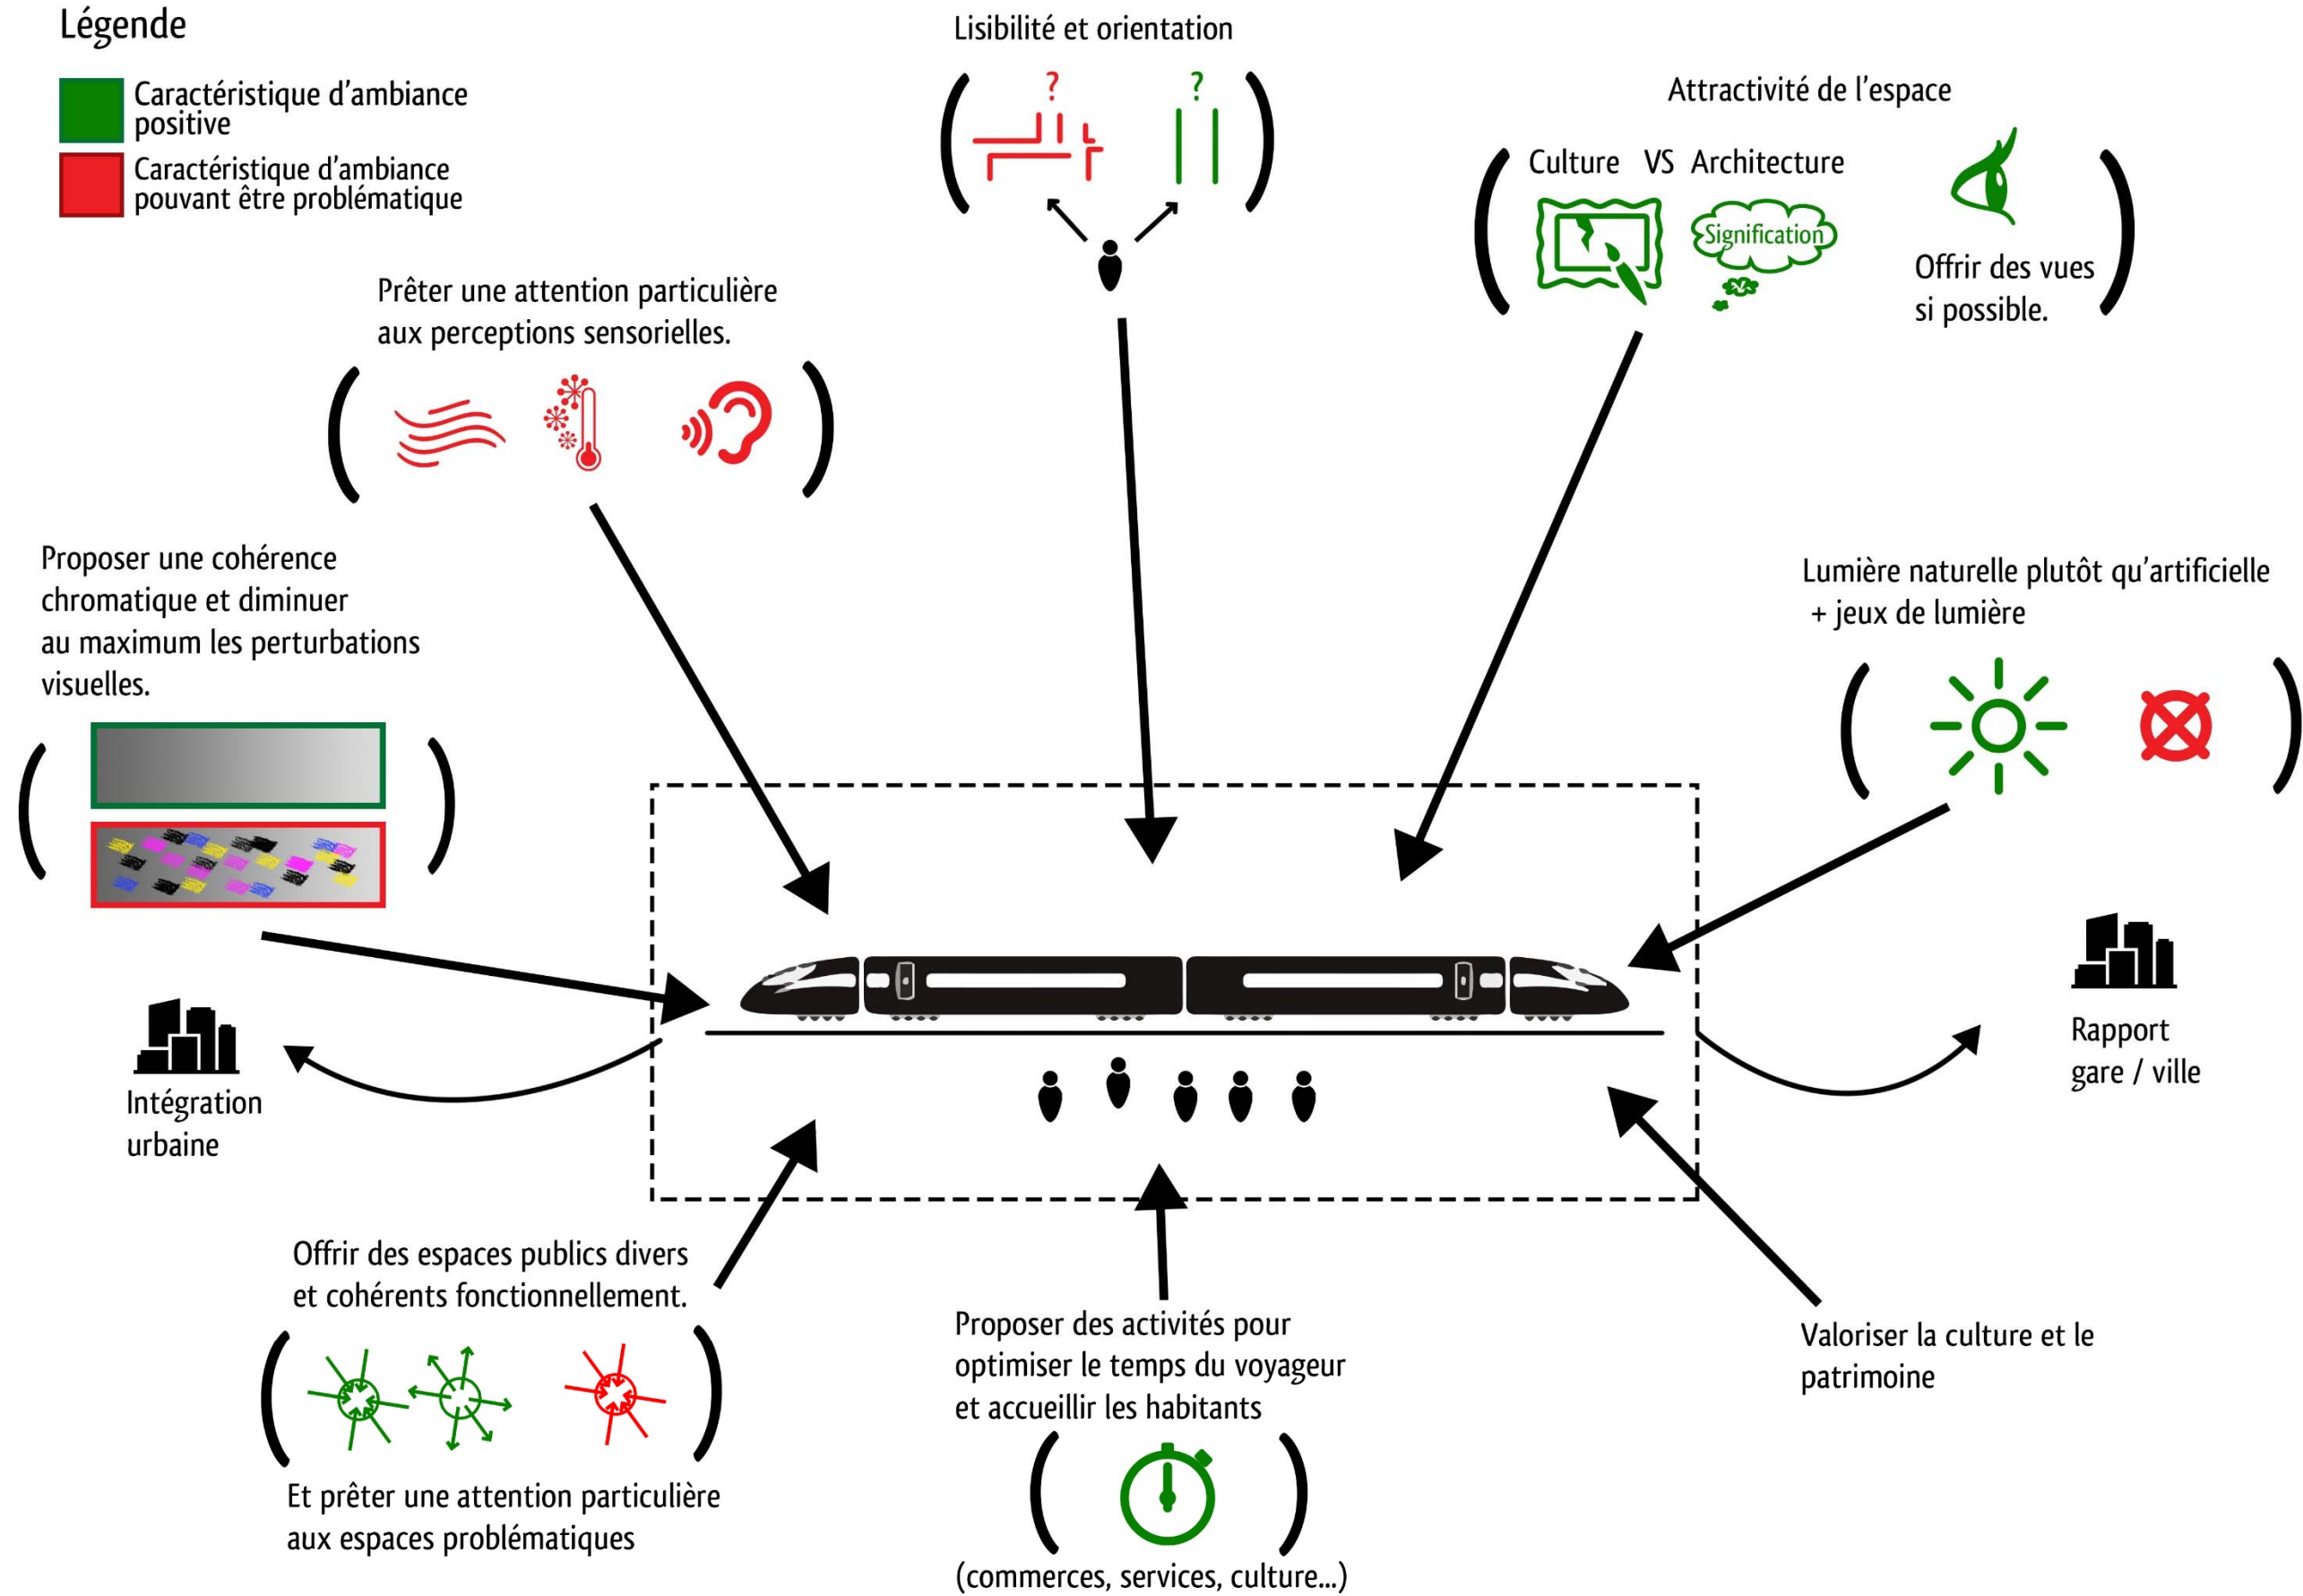 Légende
Caractéristique d'ambiance
positive
Caractéristique d'ambiance
pouvant être problématique
Lisibilité et orientation
? ?
Attractivité de l'espace
Culture VS Architecture
Signification
Offrir des vues
si possible.
Prêter une attention particulière
aux perceptions sensorielles.
Proposer une cohérence
chromatique et diminuer
au maximum les perturbations
visuelles.
Lumière naturelle plutôt qu'artificielle
+ jeux de lumière
Intégration
urbaine
Rapport
gare / ville
Offrir des espaces publics divers
et cohérents fonctionnellement.
Et prêter une attention particulière
aux espaces problématiques
Proposer des activités pour
optimiser le temps du voyageur
et accueillir les habitants
(commerces, services, culture...)
Valoriser la culture et le
patrimoine